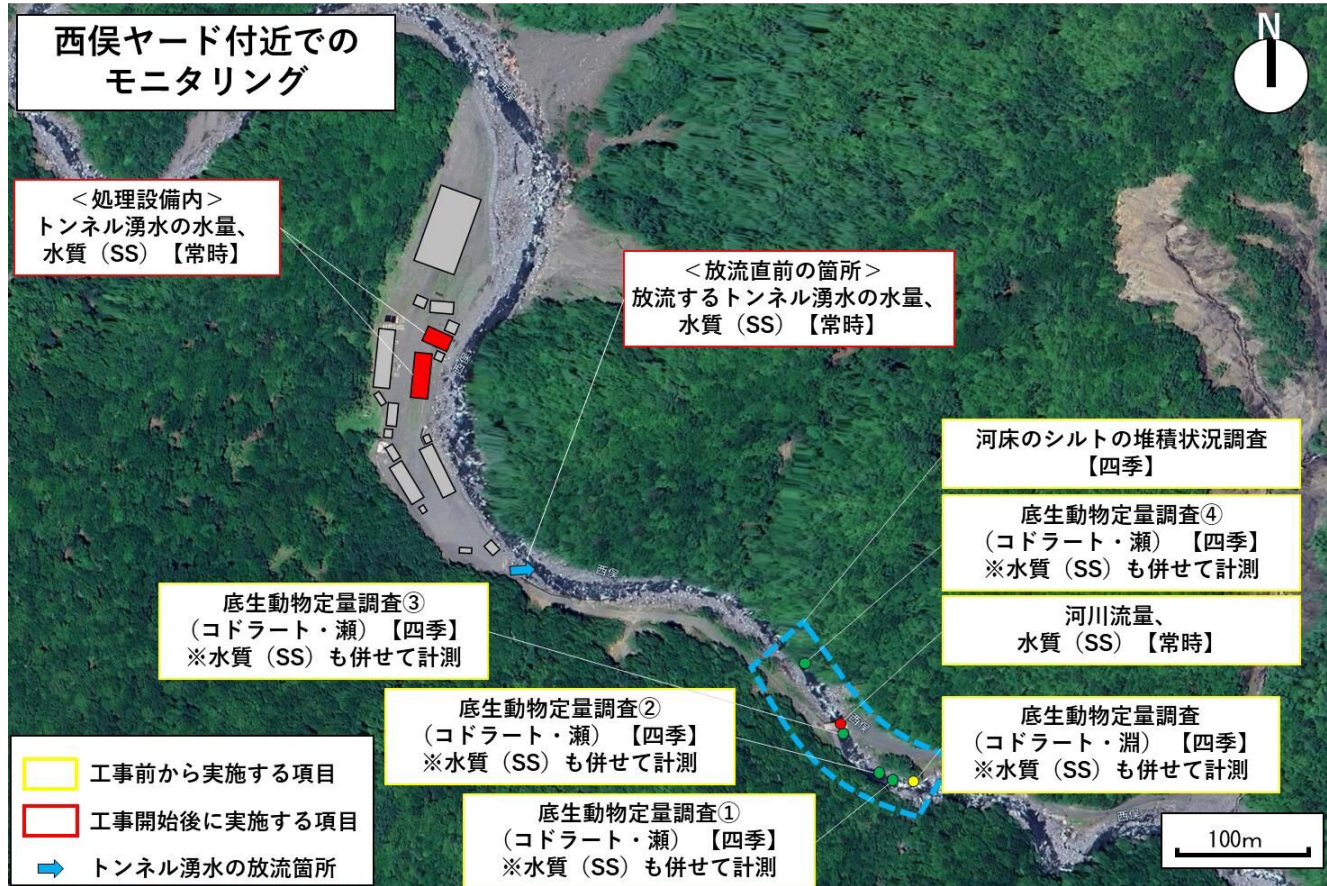 西俣ヤード付近での
モニタリング
N
西俣
＜処理設備内＞
トンネル湧水の水量、
水質（SS）【常時】
＜放流直前の箇所＞
放流するトンネル湧水の水量、
水質（SS）【常時】
西俣
河床のシルトの堆積状況調査
【四季】
底生動物定量調査④
（コドラート・瀬）【四季】
※水質（SS）も併せて計測
西俣
底生動物定量調査③
（コドラート・瀬）【四季】
※水質（SS）も併せて計測
河川流量、
水質（SS）【常時】
西俣
底生動物定量調査②
（コドラート・瀬）【四季】
※水質（SS）も併せて計測
底生動物定量調査
（コドラート・淵）【四季】
※水質（SS）も併せて計測
底生動物定量調査①
（コドラート・瀬）【四季】
※水質（SS）も併せて計測
西俣
工事前から実施する項目
工事開始後に実施する項目
トンネル湧水の放流箇所
100m